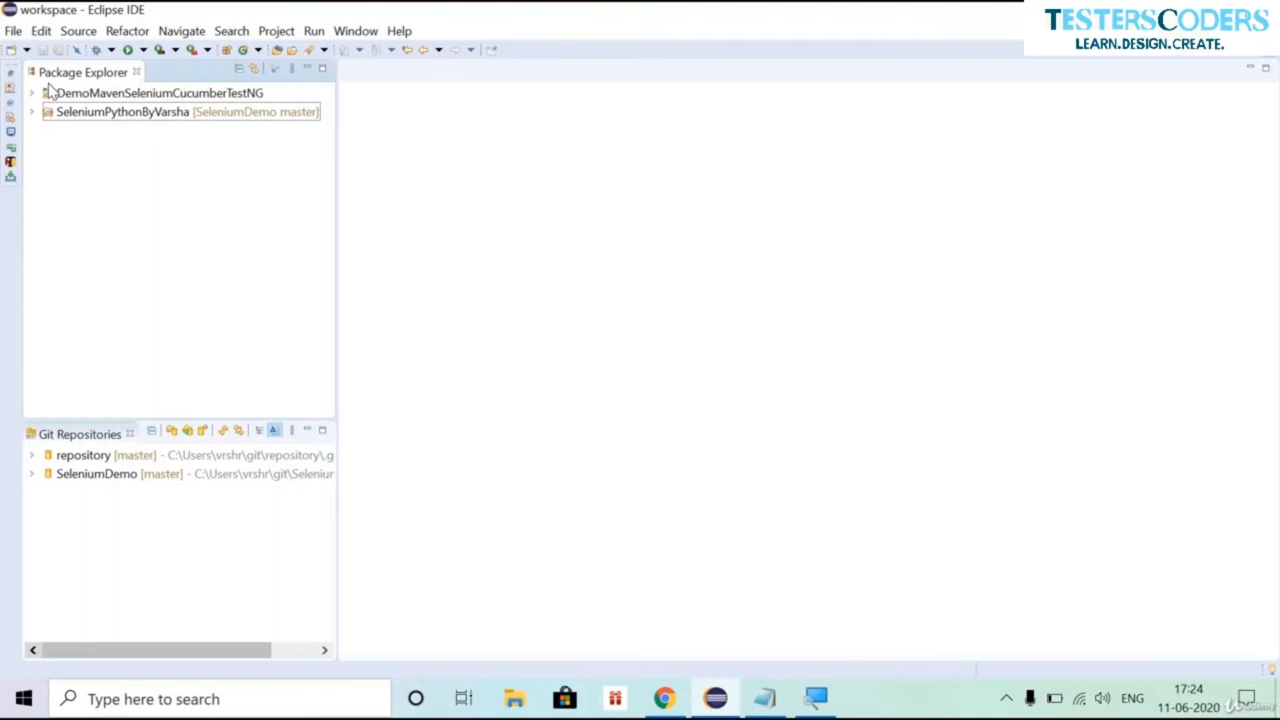 workspace - Eclipse IDE
File Edit Source Refactor Navigate Search Project Run Window Help
TESTERSCODERS
LEARN.DESIGN.CREATE.
Package Explorer
DemoMavenSeleniumCucumberTestNG
SeleniumPythonByVarsha [SeleniumDemo master]
Git Repositories
repository [master] - C:\Users\vrshr\git\repository\.g
SeleniumDemo [master] - C:\Users\vrshr\git\Seleniur
Type here to search
ENG
17:24
11-06-2020
Udemy